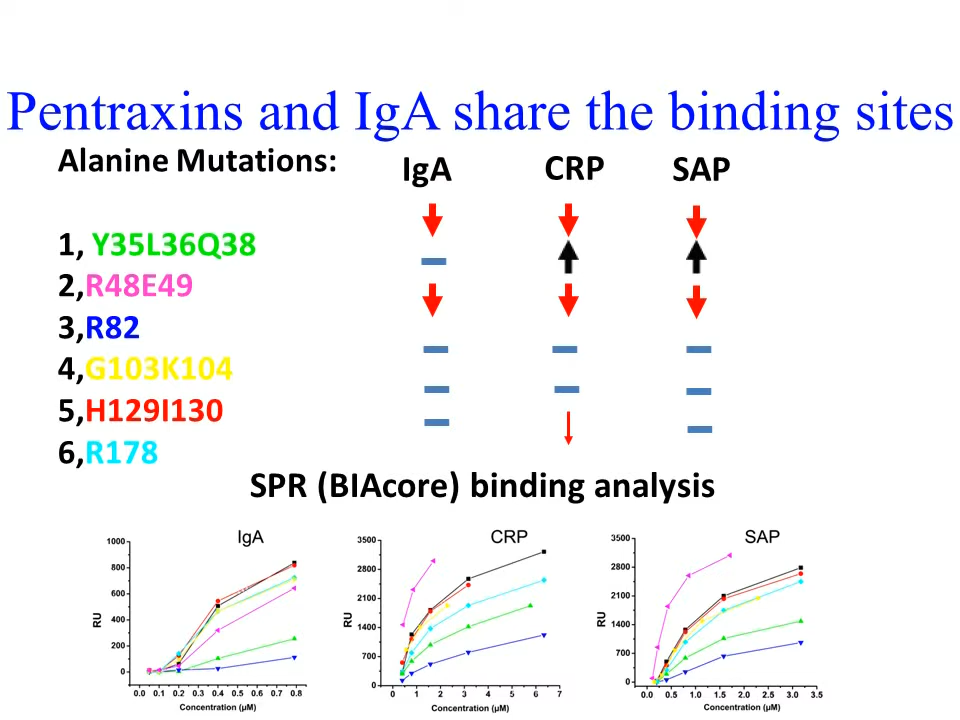 Pentraxins and IgA share the binding sites
Alanine Mutations:
IgA CRP SAP
1, Y35L36Q38
2,R48E49
3,R82
4,G103K104
5,H129I130
6,R178
SPR (BIAcore) binding analysis
IgA
RU
1000
800
600
400
200
0
0.0 0.1 0.2 0.3 0.4 0.5 0.6 0.7 0.8
Concentration (µM)
CRP
RU
3500
2800
2100
1400
700
0
0 1 2 3 4 5 6 7
Concentration (µM)
SAP
RU
3500
2800
2100
1400
700
0
0.0 0.5 1.0 1.5 2.0 2.5 3.0 3.5
Concentration (µM)